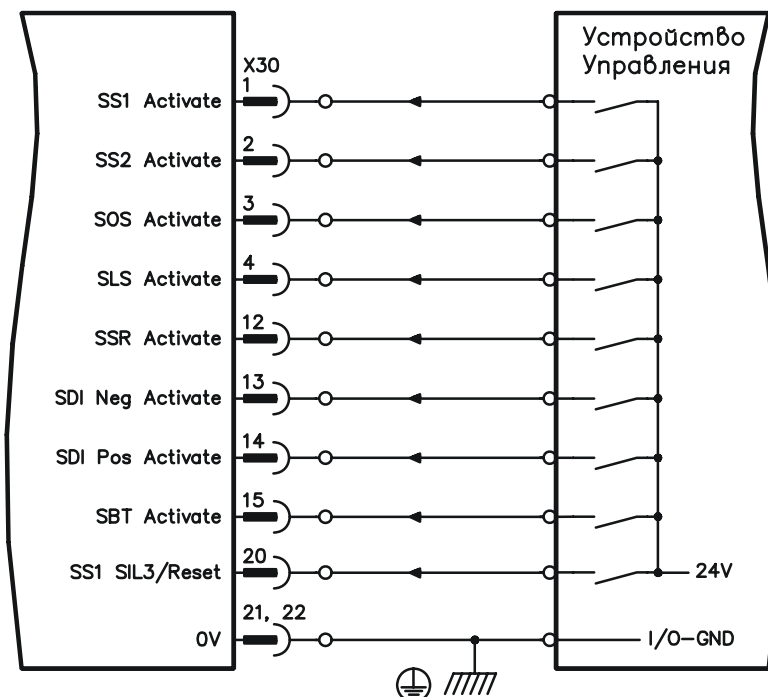 Устройство
Управления
X30
SS1 Activate 1
SS2 Activate 2
SOS Activate 3
SLS Activate 4
SSR Activate 12
SDI Neg Activate 13
SDI Pos Activate 14
SBT Activate 15
SS1 SIL3/Reset 20 24V
0V 21, 22 I/O-GND